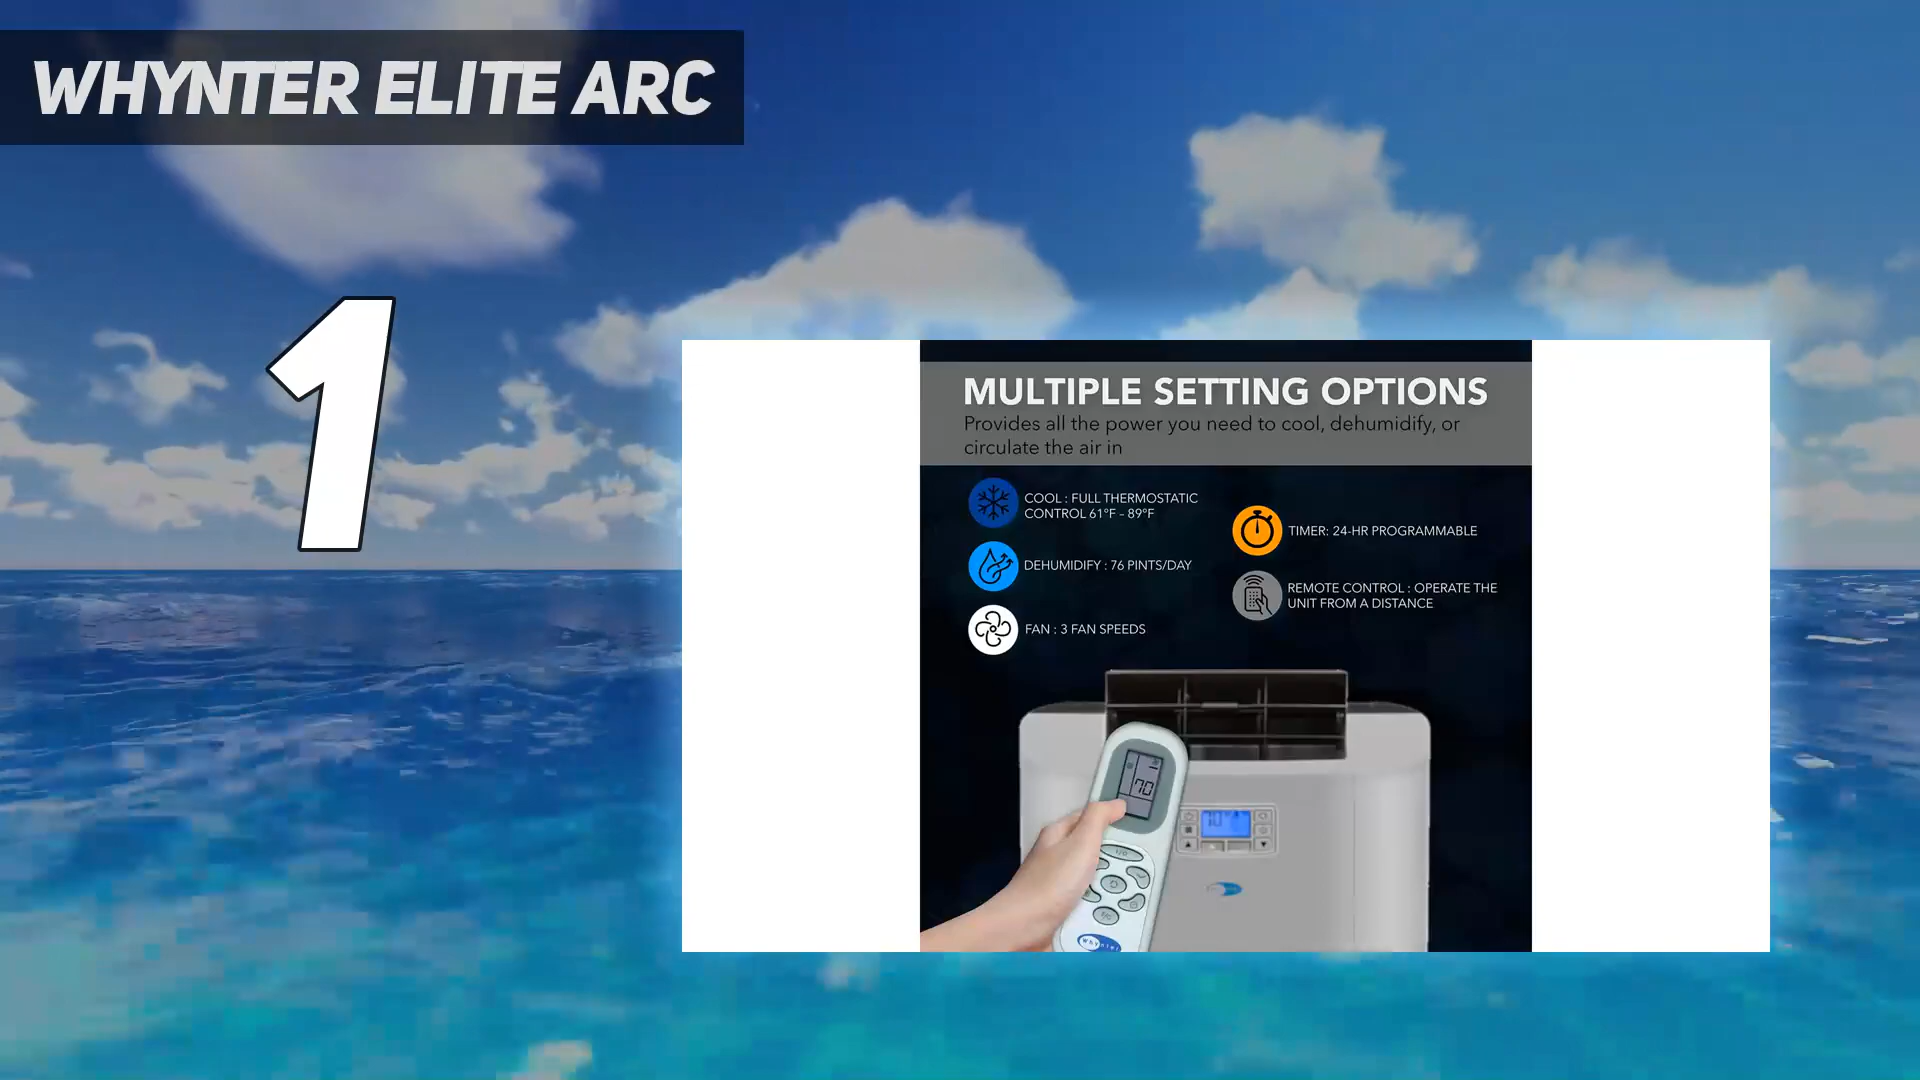 WHYNTER ELITE ARC
1
MULTIPLE SETTING OPTIONS
Provides all the power you need to cool, dehumidify, or
circulate the air in
COOL : FULL THERMOSTATIC
CONTROL 61°F - 89°F
DEHUMIDIFY : 76 PINTS/DAY
FAN : 3 FAN SPEEDS
TIMER: 24-HR PROGRAMMABLE
REMOTE CONTROL : OPERATE THE
UNIT FROM A DISTANCE
70
Whynter